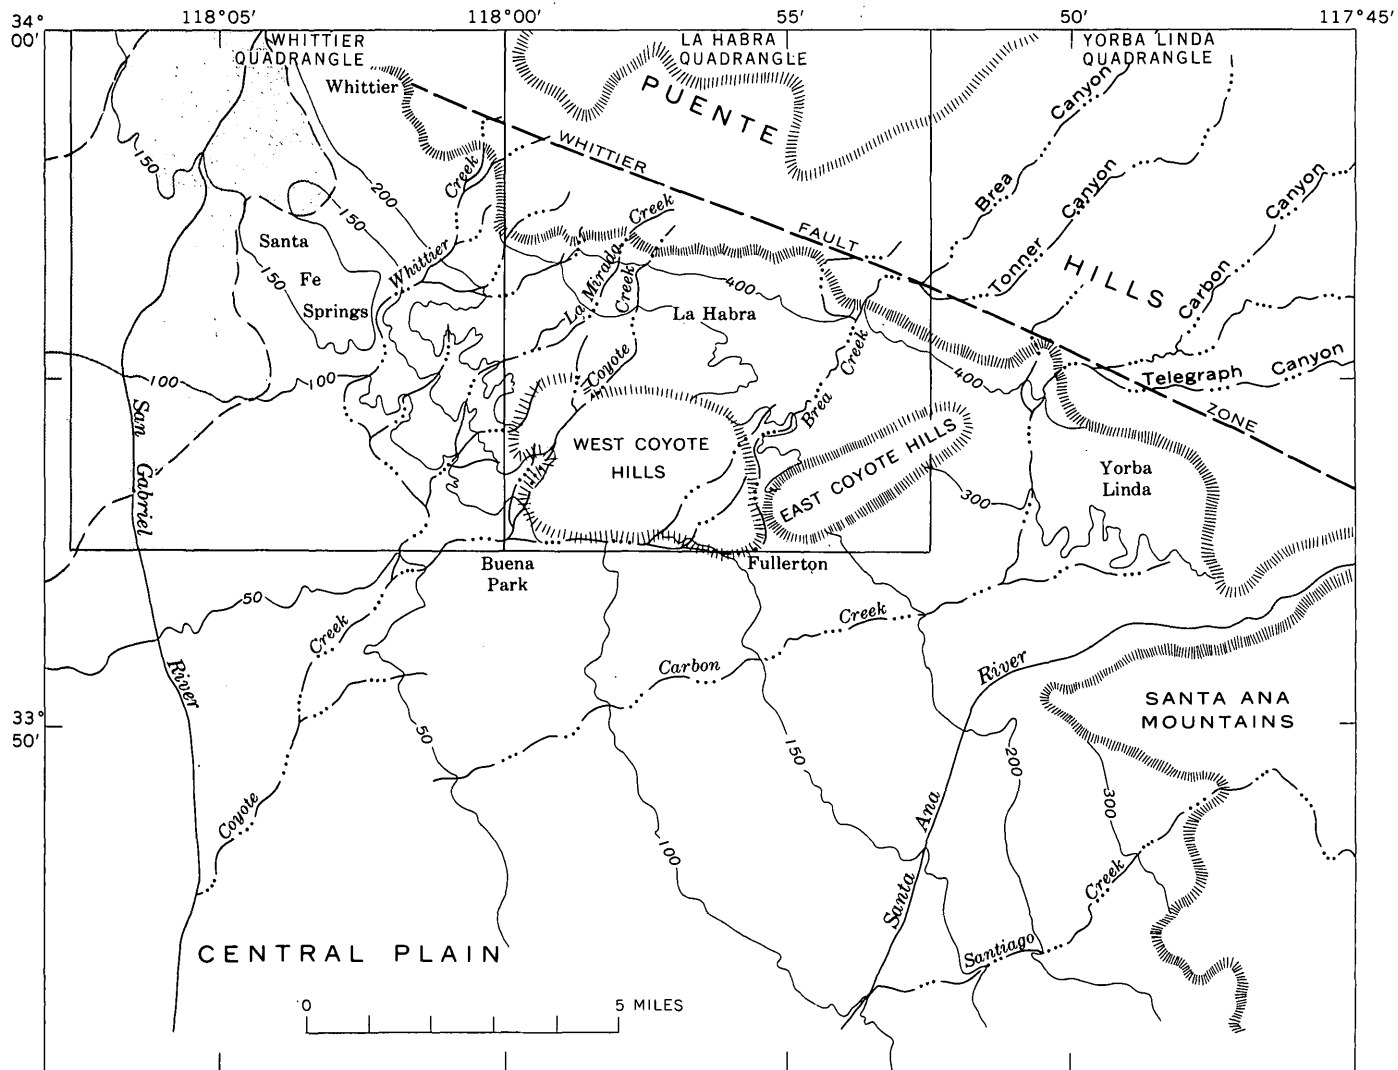 34° 00'
118°05'
118°00'
55'
50'
117°45'
WHITTIER
QUADRANGLE
LA HABRA
QUADRANGLE
YORBA LINDA
QUADRANGLE
Whittier
PUENTE
HILLS
WHITTIER
FAULT
ZONE
Brea
Canyon
Tonner
Canyon
Carbon
Canyon
Telegraph
Canyon
150
200
150
150
Creek
Whittier
Santa
Fe
Springs
Creek
La Mirada
Creek
Coyote
400
La Habra
Creek
Brea
400
100
100
San
Gabriel
River
WEST COYOTE
HILLS
EAST COYOTE HILLS
300
Yorba
Linda
Buena
Park
Fullerton
50
Creek
Coyote
Creek
Carbon
River
Ana
Santa
SANTA ANA
MOUNTAINS
33° 50'
50
150
200
300
100
Creek
Santiago
CENTRAL PLAIN
0
5 MILES